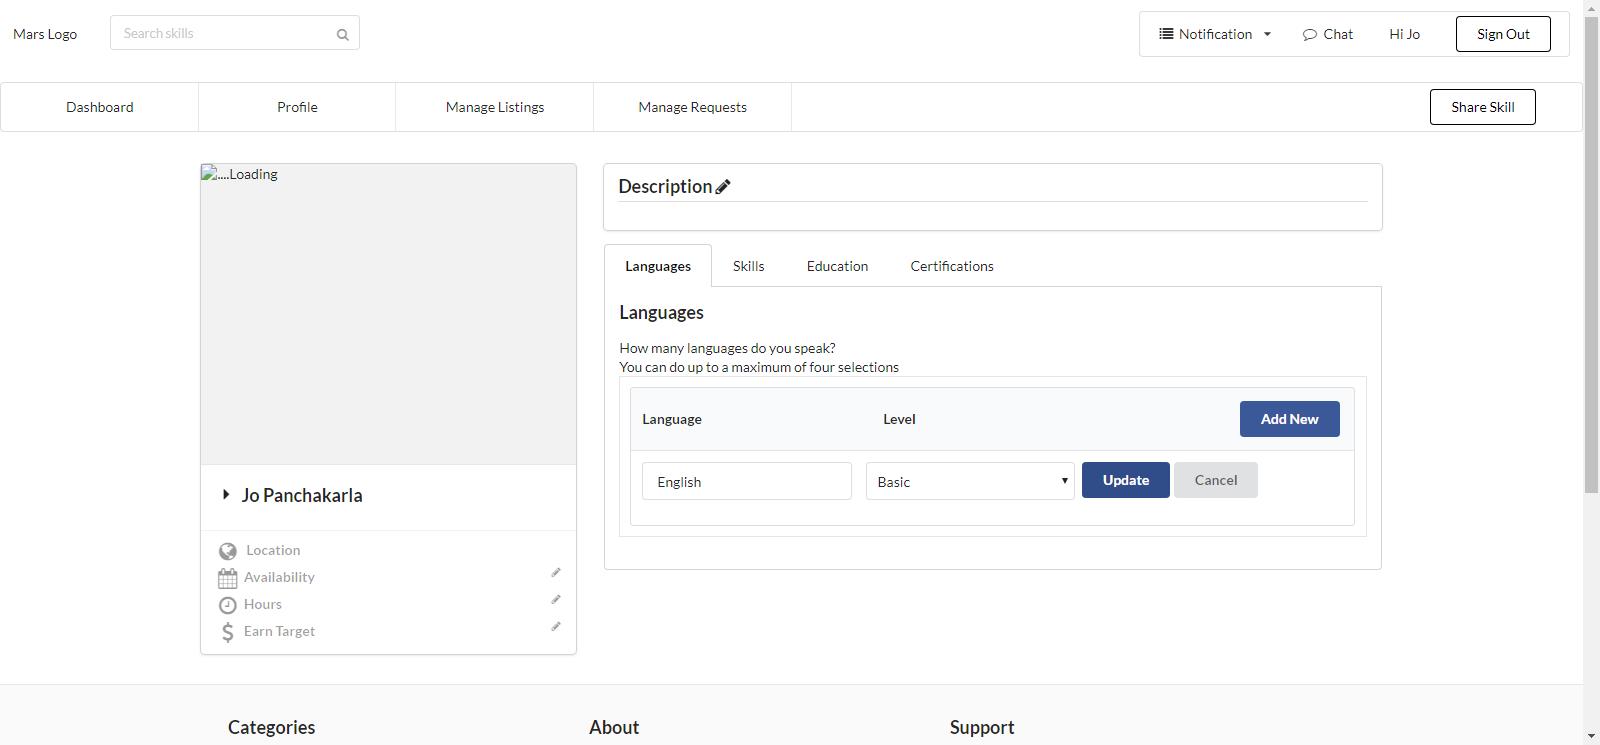 Mars Logo
Search skills
Notification
Chat
Hi Jo
Sign Out
Dashboard
Profile
Manage Listings
Manage Requests
Share Skill
....Loading
Jo Panchakarla
Location
Availability
Hours
Earn Target
Description
Languages
Skills
Education
Certifications
Languages
How many languages do you speak?
You can do up to a maximum of four selections
Language
Level
Add New
English
Basic
Update
Cancel
Categories
About
Support